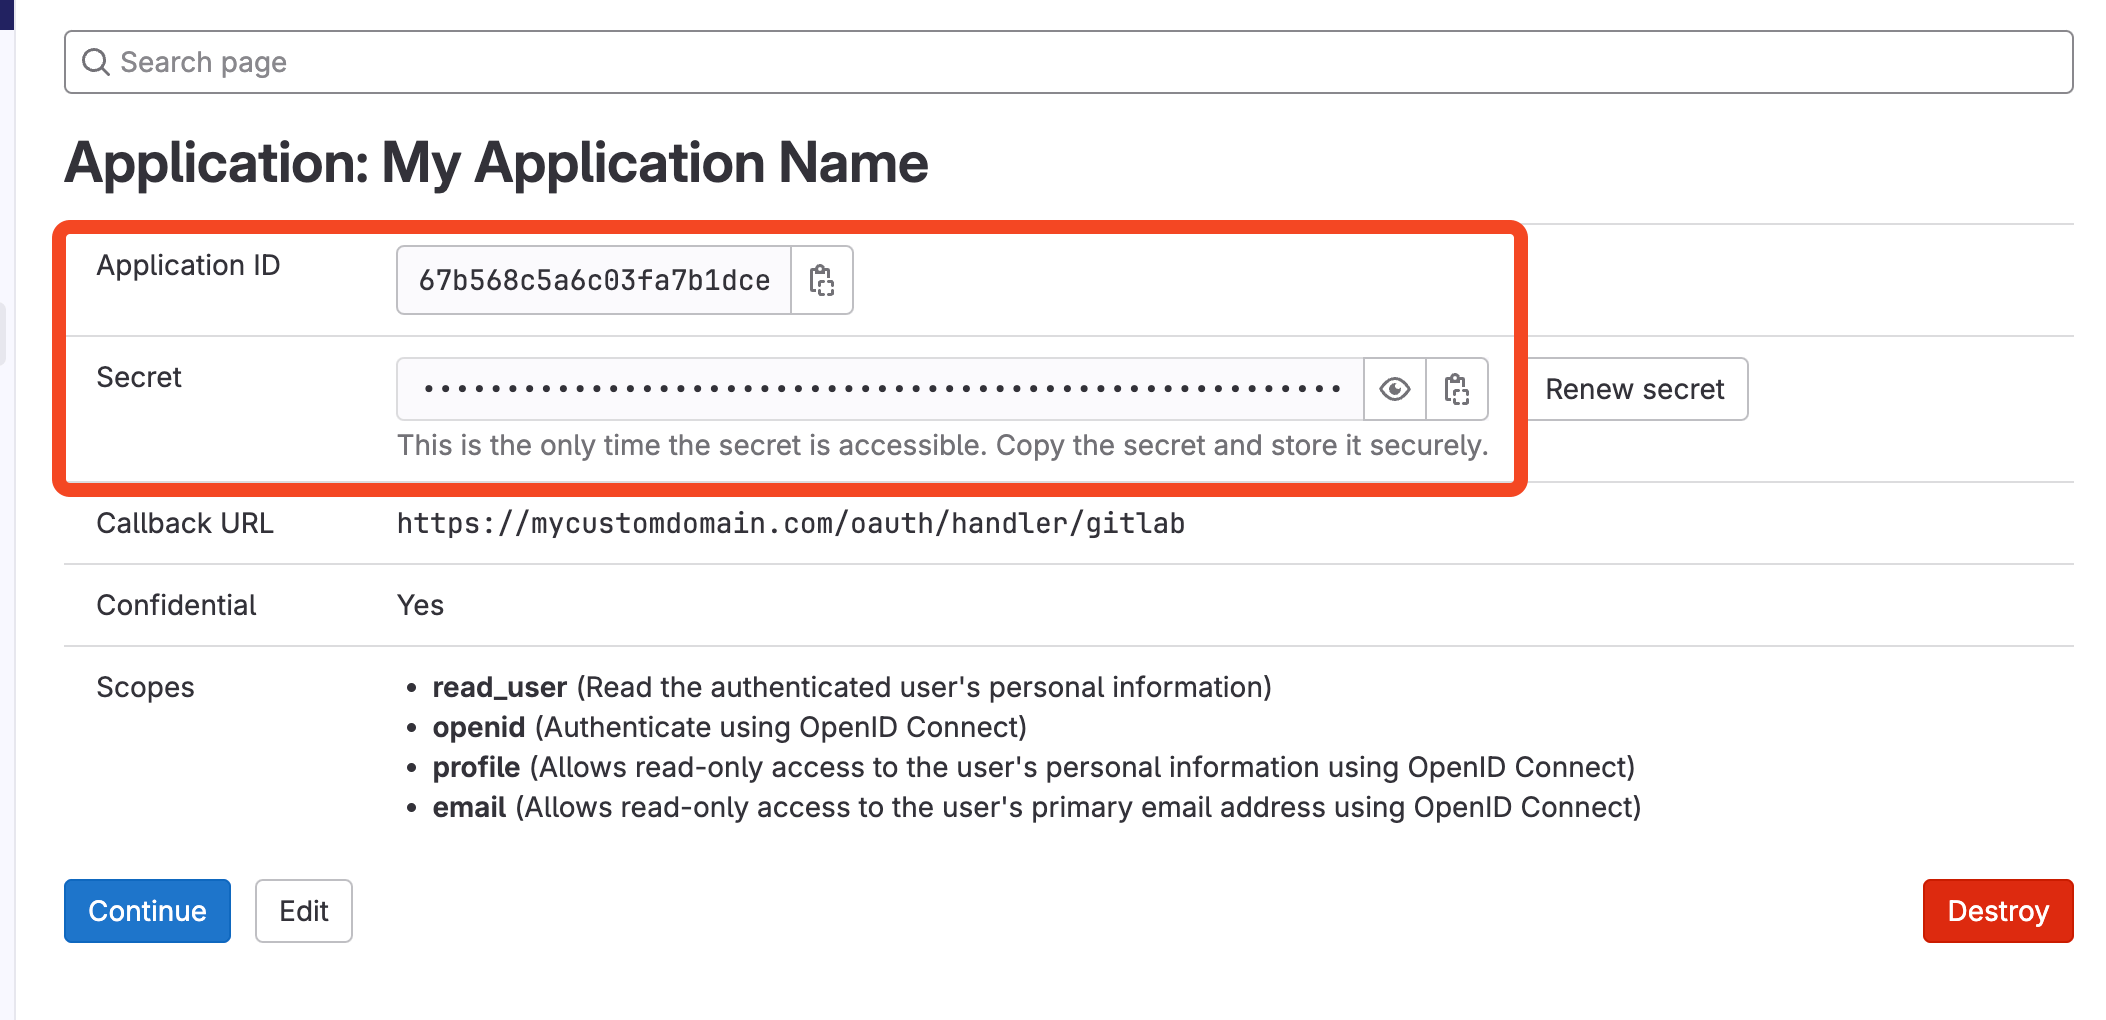 Search page
Application: My Application Name
Application ID
67b568c5a6c03fa7b1dce
Secret
•••••••••••••••••••••••••••••••••••••••••••••••••••••••
Renew secret
This is the only time the secret is accessible. Copy the secret and store it securely.
Callback URL
https://mycustomdomain.com/oauth/handler/gitlab
Confidential
Yes
Scopes
• read_user (Read the authenticated user's personal information)
• openid (Authenticate using OpenID Connect)
• profile (Allows read-only access to the user's personal information using OpenID Connect)
• email (Allows read-only access to the user's primary email address using OpenID Connect)
Continue
Edit
Destroy